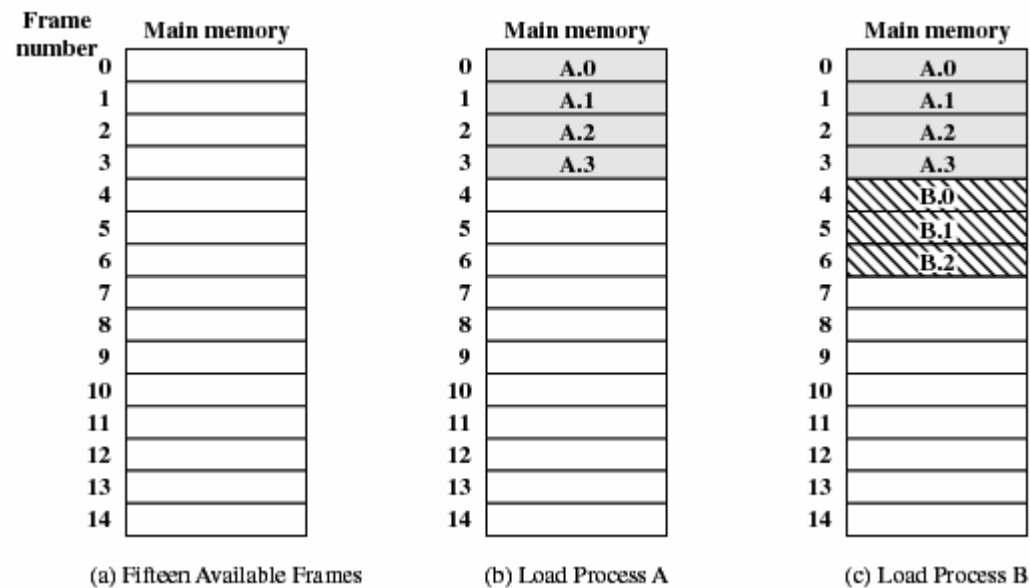 Frame
number
Main memory
0
1
2
3
4
5
6
7
8
9
10
11
12
13
14
(a) Fifteen Available Frames
Main memory
0 A.0
1 A.1
2 A.2
3 A.3
4
5
6
7
8
9
10
11
12
13
14
(b) Load Process A
Main memory
0 A.0
1 A.1
2 A.2
3 A.3
4 B.0
5 B.1
6 B.2
7
8
9
10
11
12
13
14
(c) Load Process B